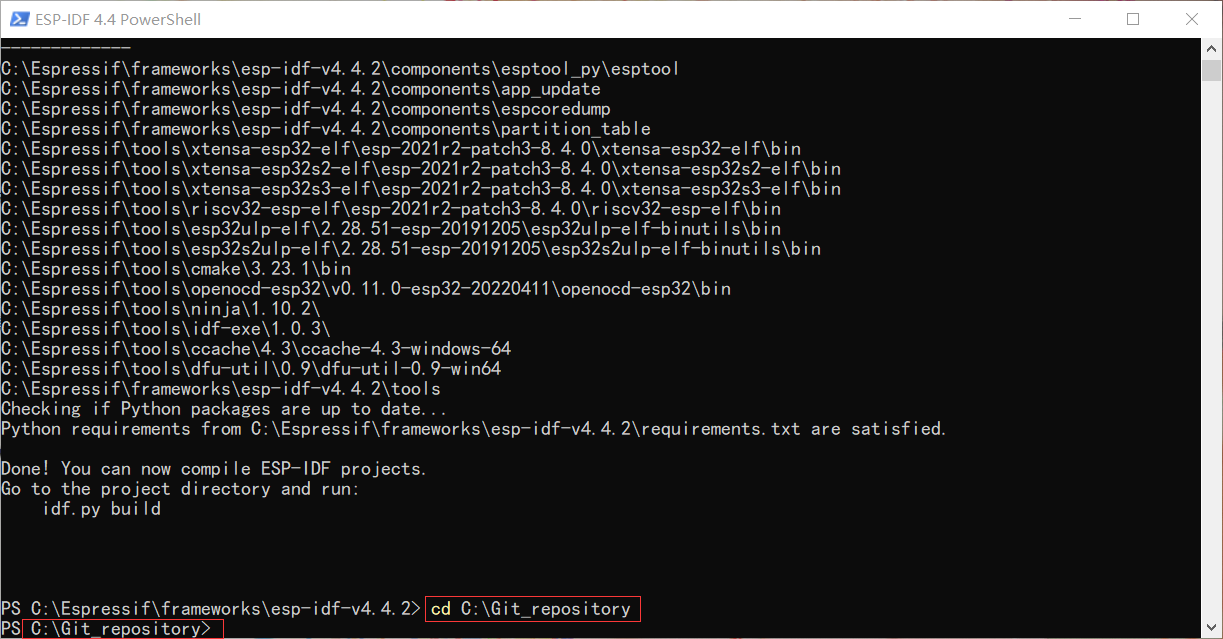 ESP-IDF 4.4 PowerShell
-------------
C:\Espressif\frameworks\esp-idf-v4.4.2\components\esptool_py\esptool
C:\Espressif\frameworks\esp-idf-v4.4.2\components\app_update
C:\Espressif\frameworks\esp-idf-v4.4.2\components\espcoredump
C:\Espressif\frameworks\esp-idf-v4.4.2\components\partition_table
C:\Espressif\tools\xtensa-esp32-elf\esp-2021r2-patch3-8.4.0\xtensa-esp32-elf\bin
C:\Espressif\tools\xtensa-esp32s2-elf\esp-2021r2-patch3-8.4.0\xtensa-esp32s2-elf\bin
C:\Espressif\tools\xtensa-esp32s3-elf\esp-2021r2-patch3-8.4.0\xtensa-esp32s3-elf\bin
C:\Espressif\tools\riscv32-esp-elf\esp-2021r2-patch3-8.4.0\riscv32-esp-elf\bin
C:\Espressif\tools\esp32ulp-elf\2.28.51-esp-20191205\esp32ulp-elf-binutils\bin
C:\Espressif\tools\esp32s2ulp-elf\2.28.51-esp-20191205\esp32s2ulp-elf-binutils\bin
C:\Espressif\tools\cmake\3.23.1\bin
C:\Espressif\tools\openocd-esp32\v0.11.0-esp32-20220411\openocd-esp32\bin
C:\Espressif\tools\ninja\1.10.2\
C:\Espressif\tools\idf-exe\1.0.3\
C:\Espressif\tools\ccache\4.3\ccache-4.3-windows-64
C:\Espressif\tools\dfu-util\0.9\dfu-util-0.9-win64
C:\Espressif\frameworks\esp-idf-v4.4.2\tools
Checking if Python packages are up to date...
Python requirements from C:\Espressif\frameworks\esp-idf-v4.4.2\requirements.txt are satisfied.
Done! You can now compile ESP-IDF projects.
Go to the project directory and run:
    idf.py build
PS C:\Espressif\frameworks\esp-idf-v4.4.2> cd C:\Git_repository
PS C:\Git_repository>